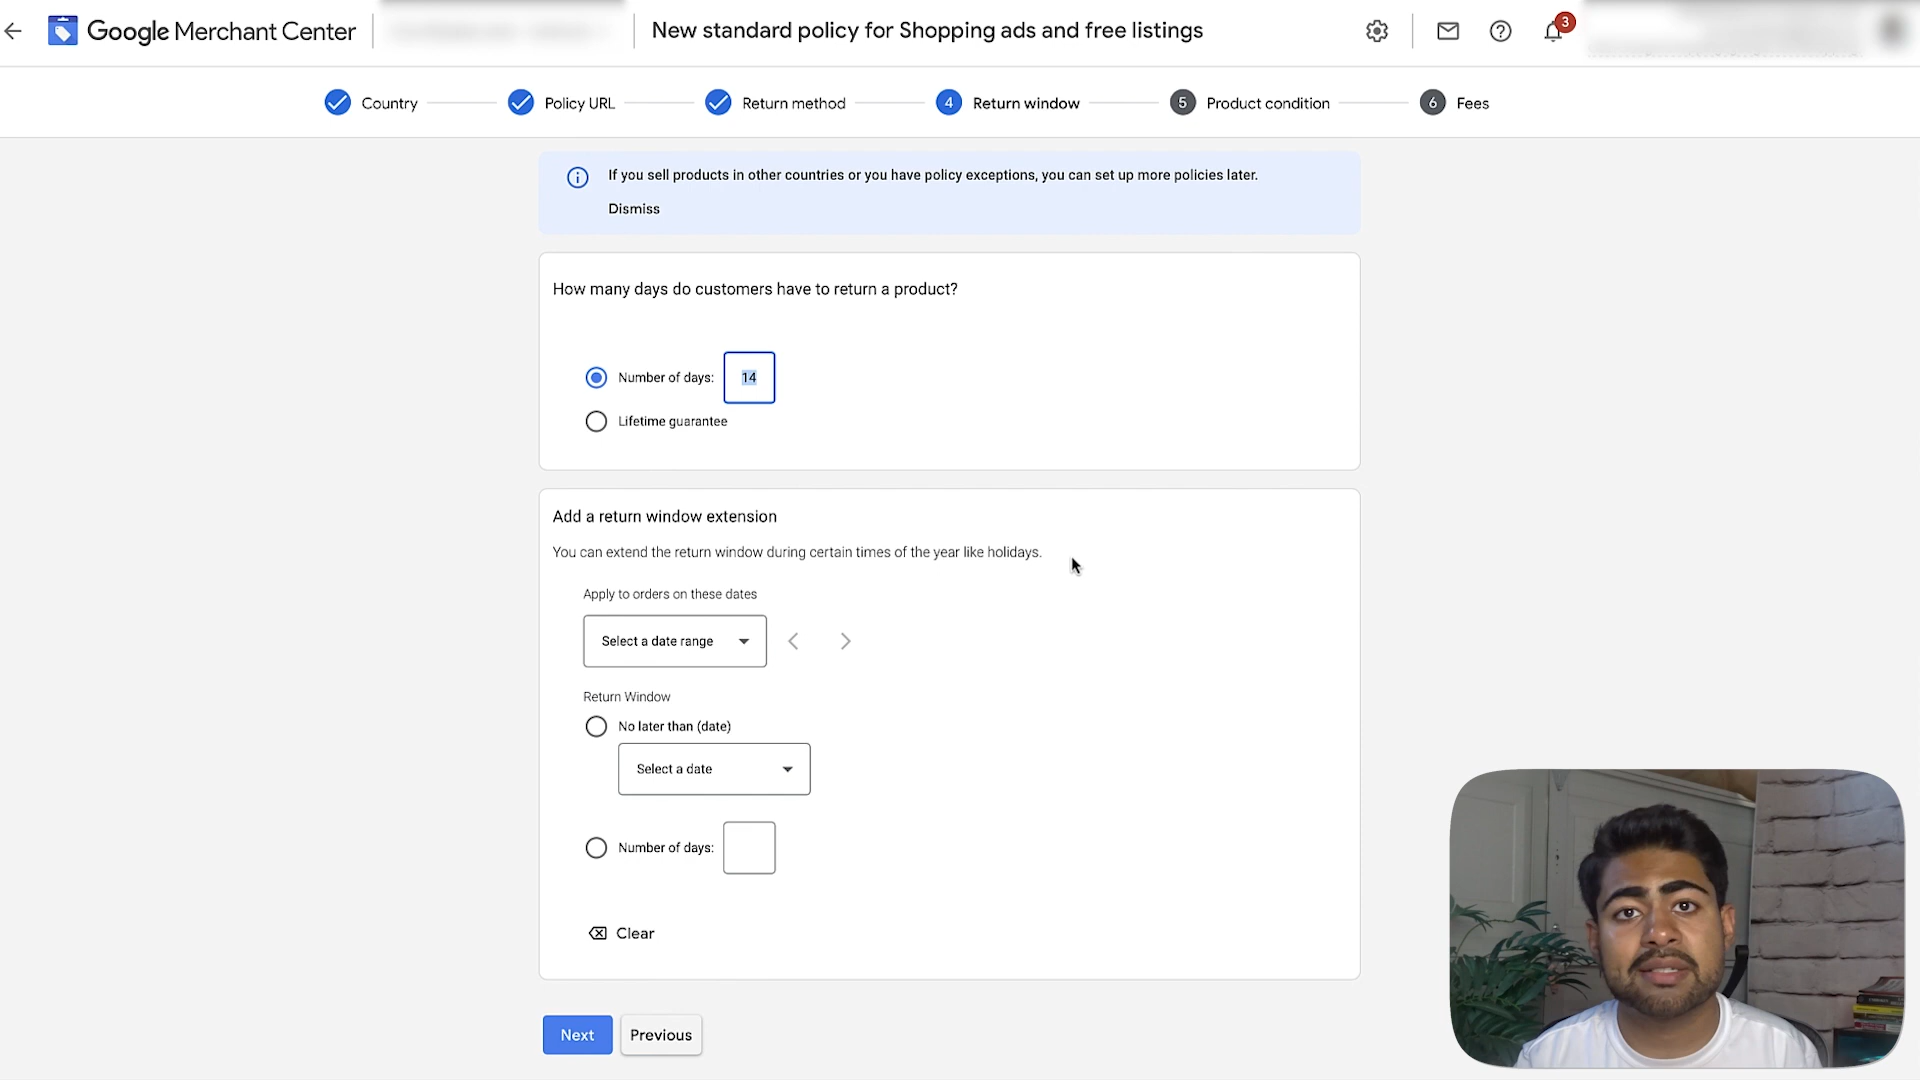 Google Merchant Center
New standard policy for Shopping ads and free listings
3
Country
Policy URL
Return method
4 Return window
5 Product condition
6 Fees
If you sell products in other countries or you have policy exceptions, you can set up more policies later.
Dismiss
How many days do customers have to return a product?
Number of days: 14
Lifetime guarantee
Add a return window extension
You can extend the return window during certain times of the year like holidays.
Apply to orders on these dates
Select a date range
Return Window
No later than (date)
Select a date
Number of days:
Clear
Next Previous